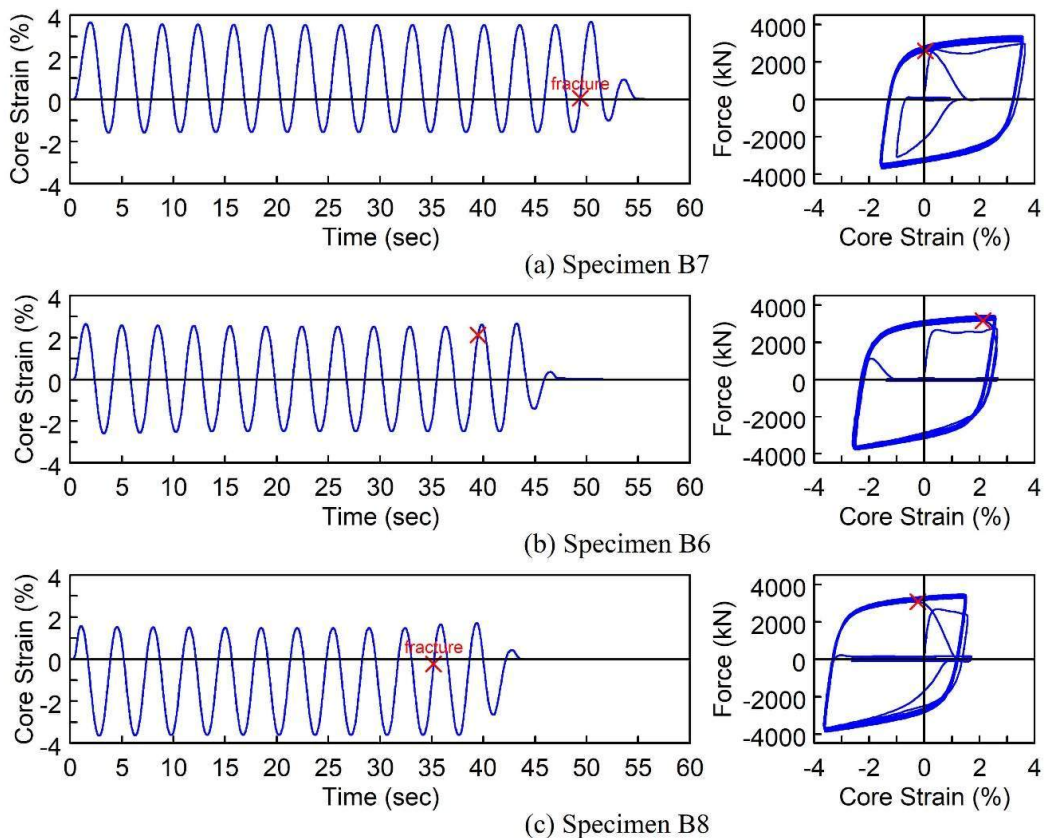 Core Strain (%)
4
2
0
-4
fracture
0 5 10 15 20 25 30 35 40 45 50 55 60
Time (sec)
Force (kN)
4000
2000
0
-2000
-4000
-4 -2 0 2 4
Core Strain (%)
(a) Specimen B7
Core Strain (%)
4
2
0
-4
0 5 10 15 20 25 30 35 40 45 50 55 60
Time (sec)
Force (kN)
4000
2000
0
-2000
-4000
-4 -2 0 2 4
Core Strain (%)
(b) Specimen B6
Core Strain (%)
4
2
0
-4
fracture
0 5 10 15 20 25 30 35 40 45 50 55 60
Time (sec)
Force (kN)
4000
2000
0
-2000
-4000
-4 -2 0 2 4
Core Strain (%)
(c) Specimen B8